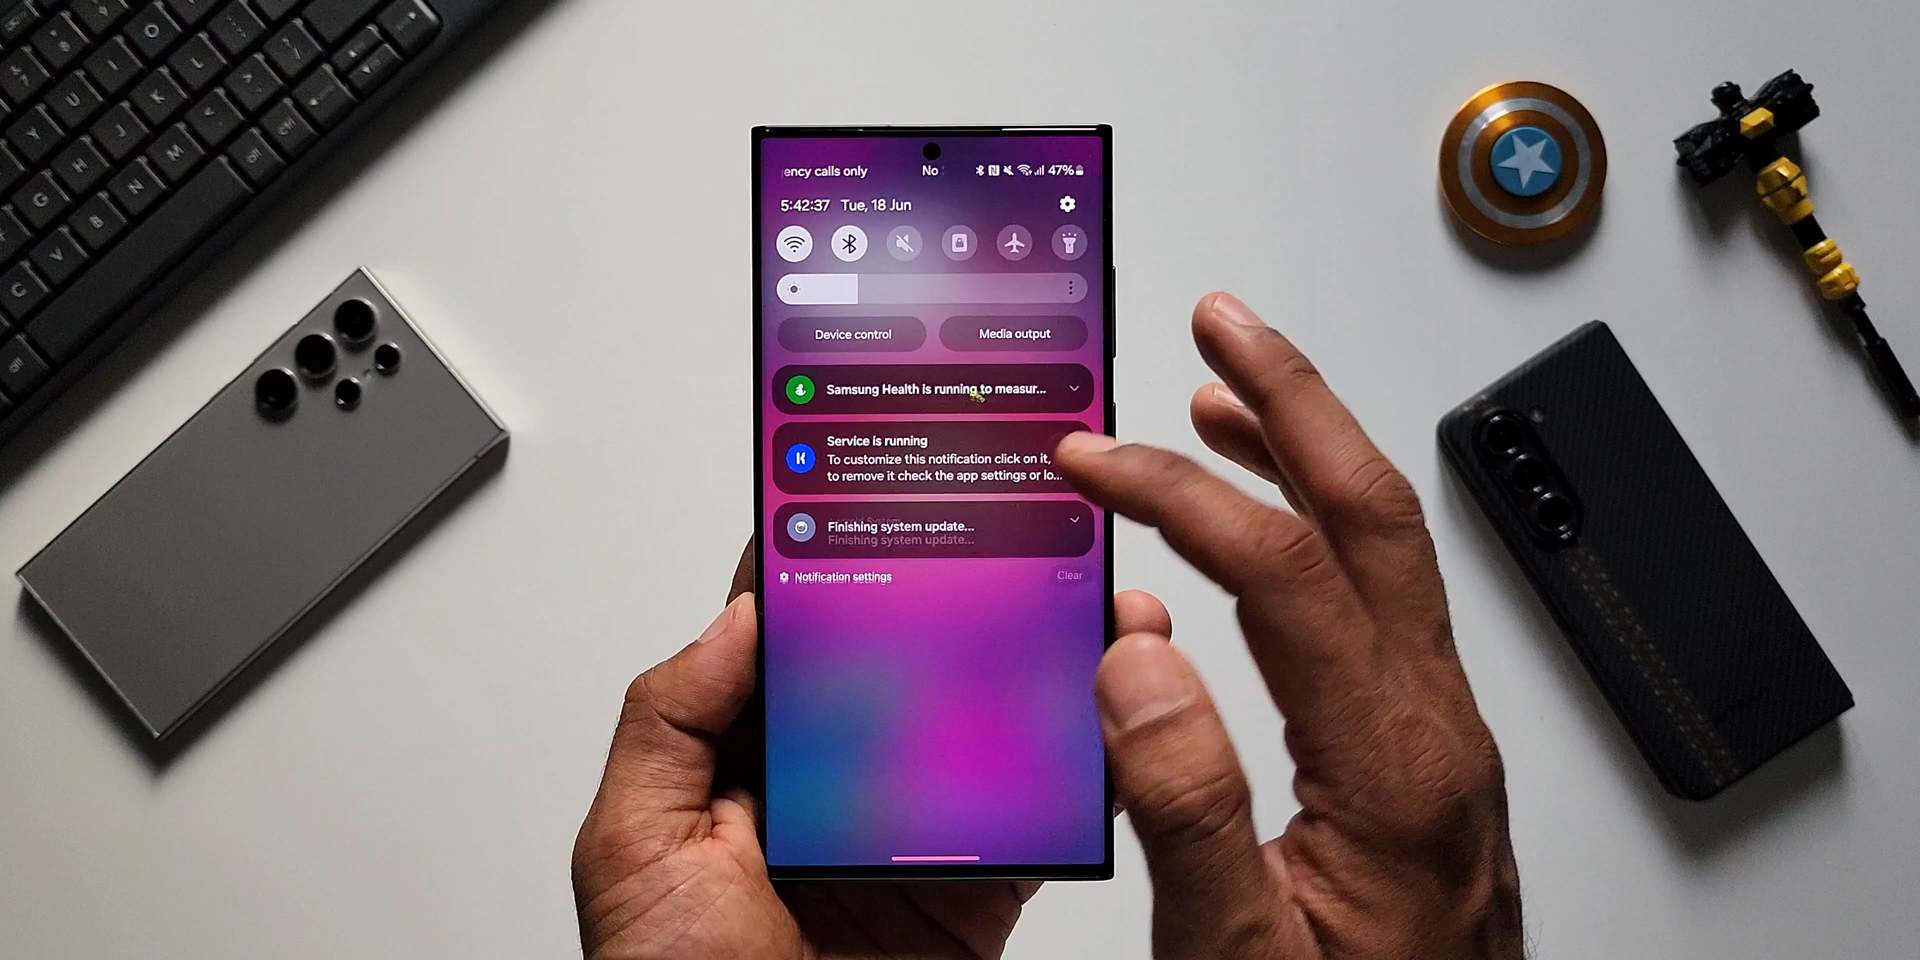 ency calls only No 47%
5:42:37 Tue, 18 Jun
Device control Media output
Samsung Health is running to measur...
Service is running
To customize this notification click on it,
to remove it check the app settings or lo...
Finishing system update...
Finishing system update...
Notification settings Clear
O
I
U
L
Y
J
K
H
M
G
N
B
V
C